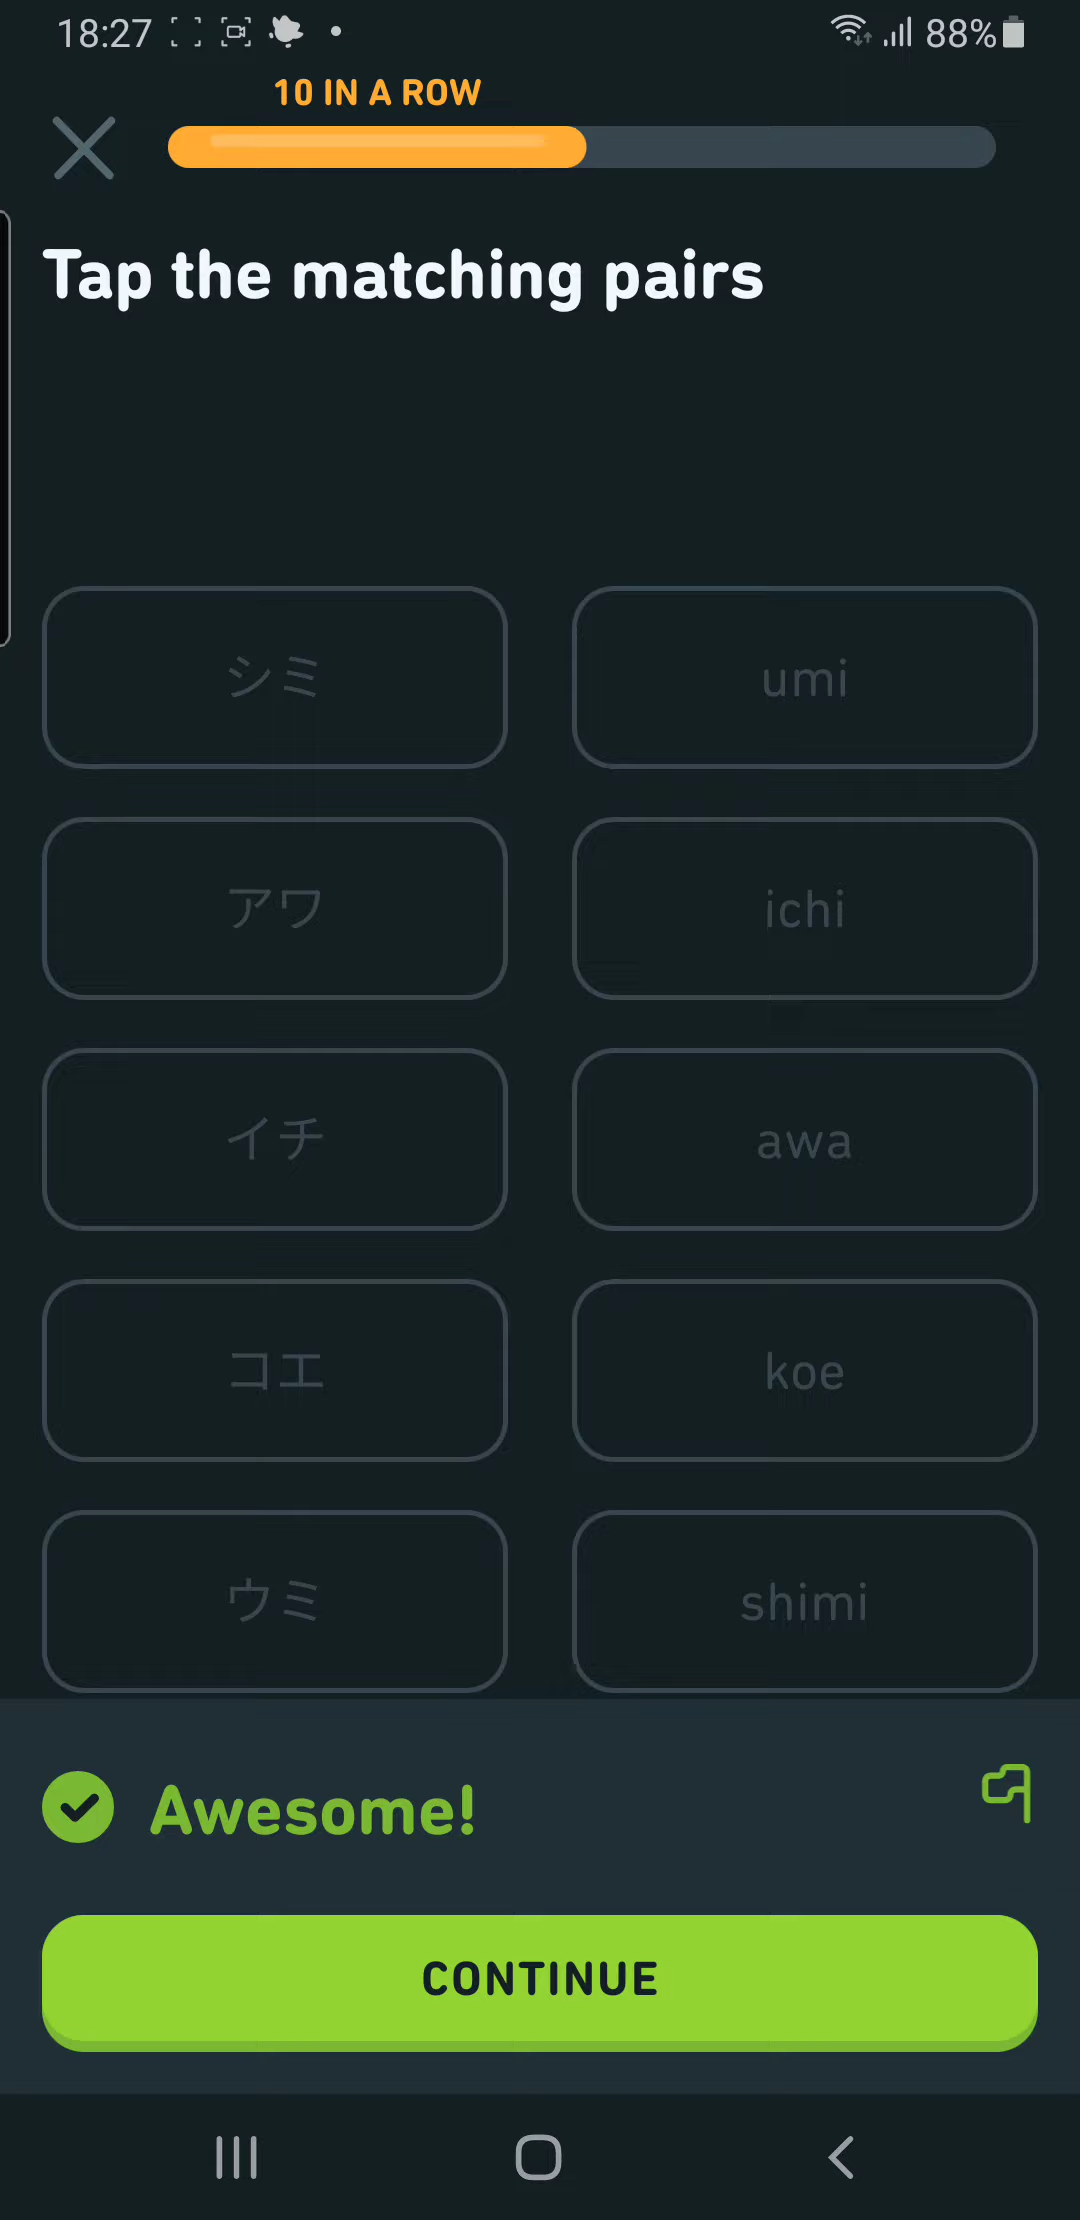 18:27
88%
10 IN A ROW
Tap the matching pairs
シミ
umi
アワ
ichi
イチ
awa
コエ
koe
ウミ
shimi
Awesome!
CONTINUE